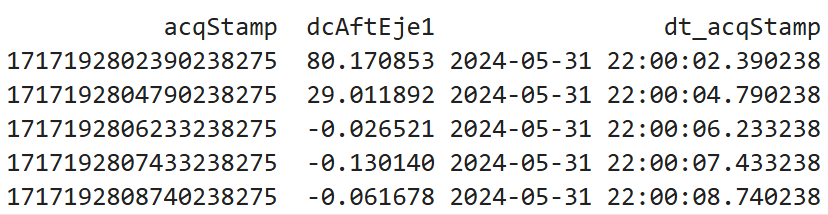 acqStamp dcAftEje1 dt_acqStamp
1717192802390238275 80.170853 2024-05-31 22:00:02.390238
1717192804790238275 29.011892 2024-05-31 22:00:04.790238
1717192806233238275 -0.026521 2024-05-31 22:00:06.233238
1717192807433238275 -0.130140 2024-05-31 22:00:07.433238
1717192808740238275 -0.061678 2024-05-31 22:00:08.740238